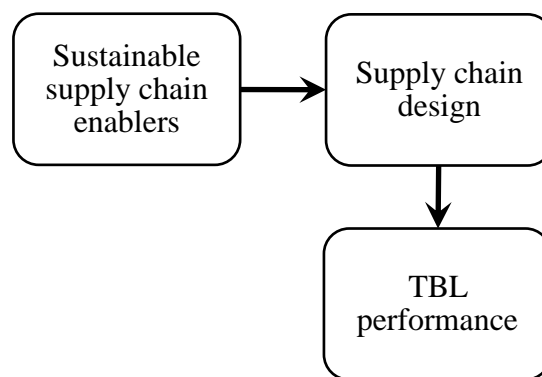 Sustainable
supply chain
enablers
Supply chain
design
TBL
performance